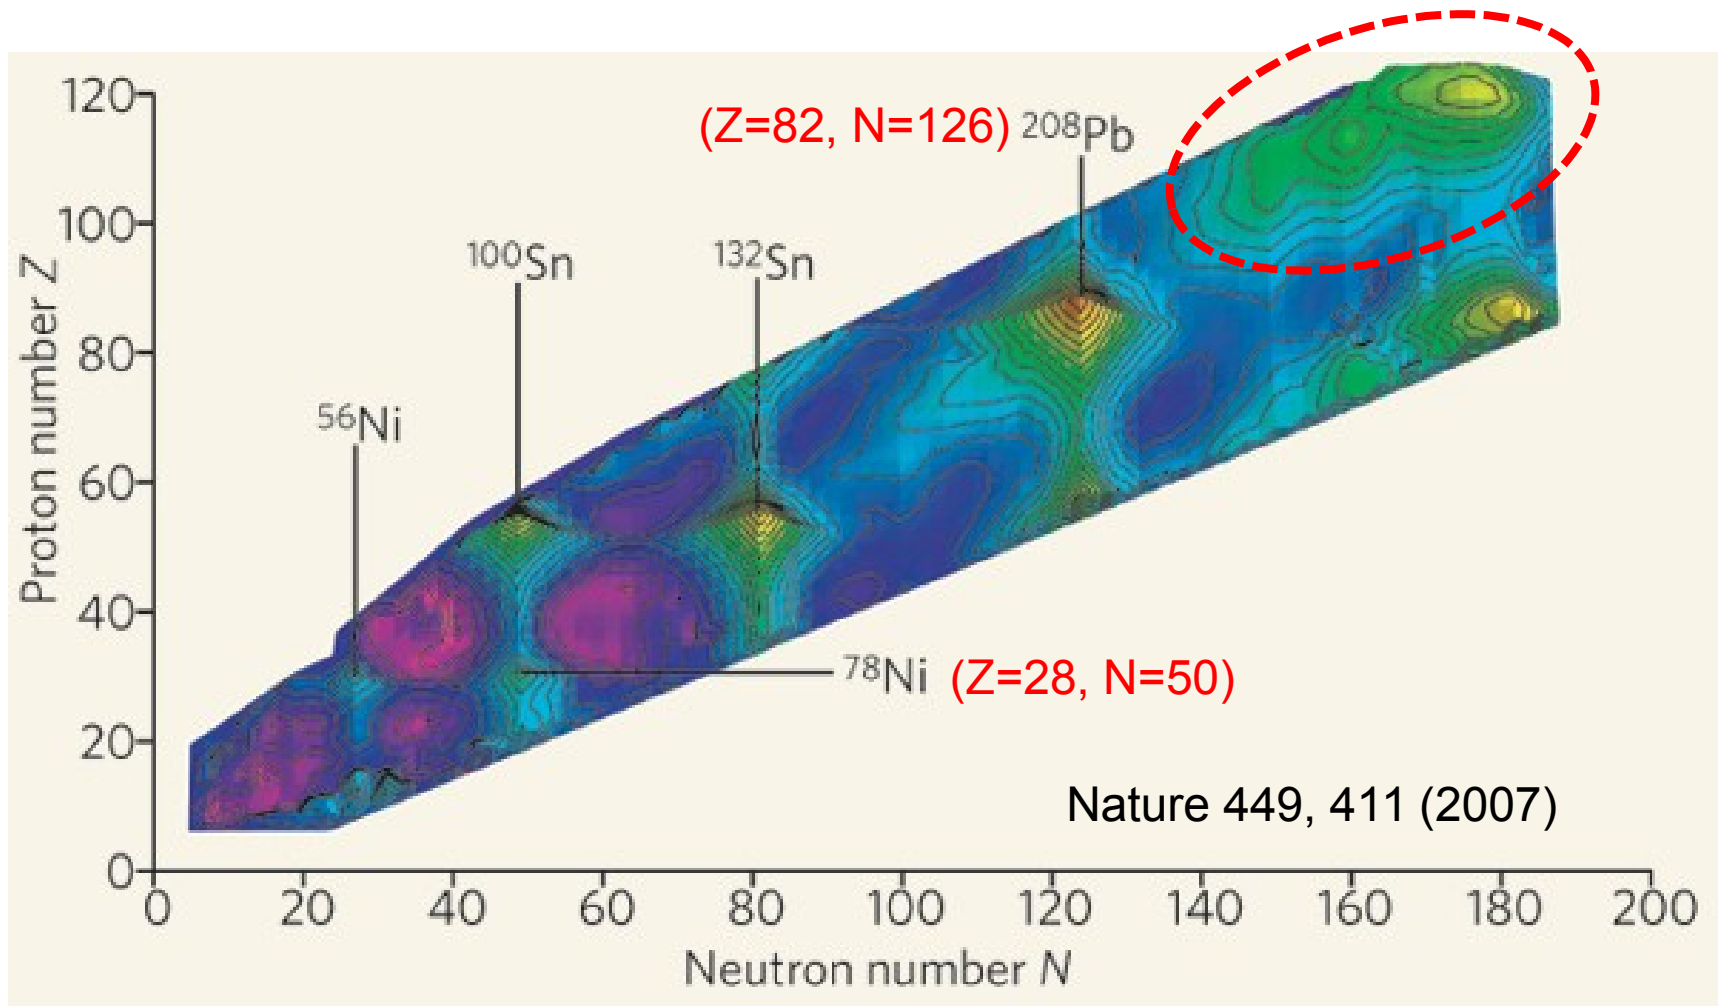 120
(Z=82, N=126) 208Pb
100
100Sn
132Sn
80
56Ni
60
40
78Ni (Z=28, N=50)
20
Nature 449, 411 (2007)
0
0 20 40 60 80 100 120 140 160 180 200
Neutron number N
Proton number Z